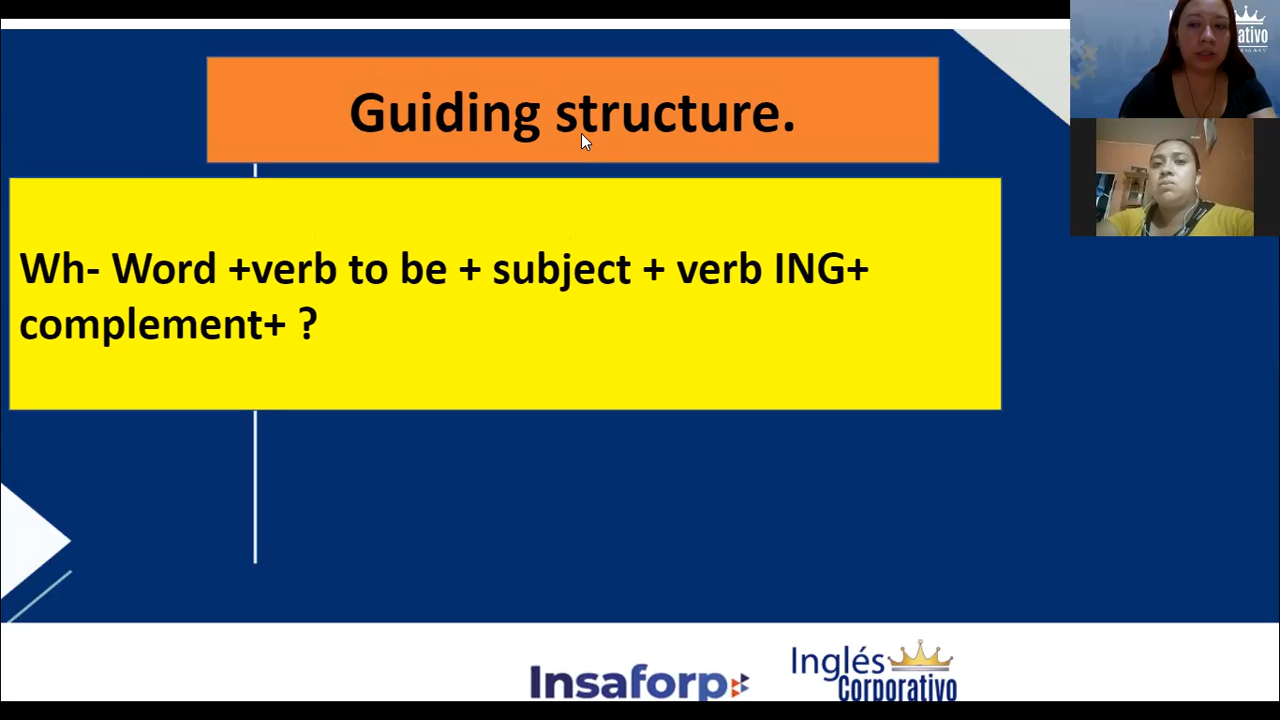 Guiding structure.
Wh- Word +verb to be + subject + verb ING+
complement+ ?
Insaforp
Inglés
Corporativo